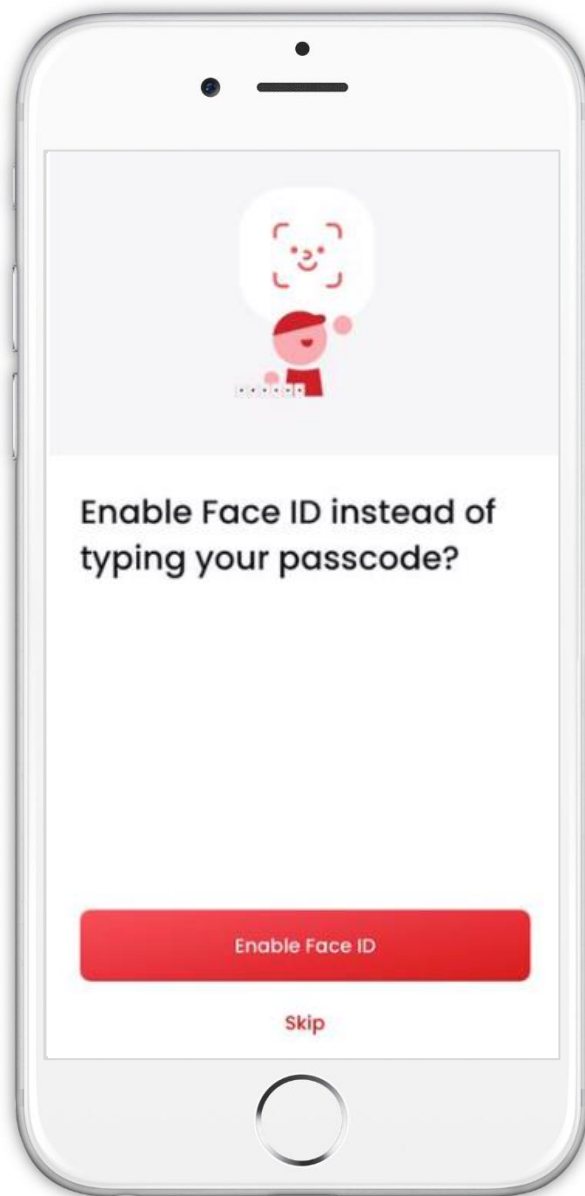 Enable Face ID instead of
typing your passcode?
Enable Face ID
Skip